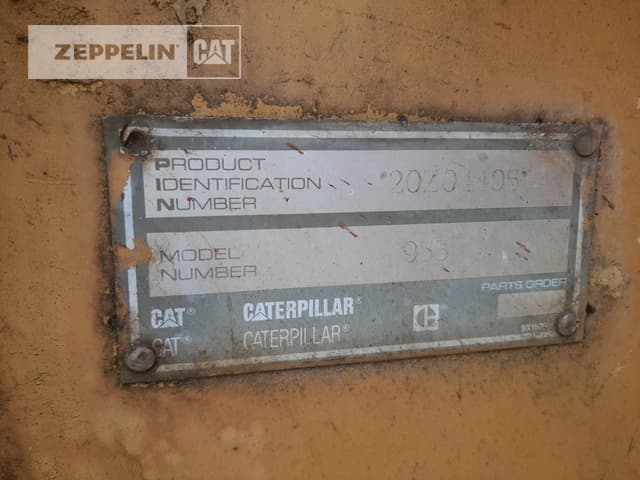 ZEPPELIN CAT
PRODUCT
IDENTIFICATION
NUMBER
MODEL
NUMBER
PARTS ORDER
CAT® CATERPILLAR®
CAT® CATERPILLAR®